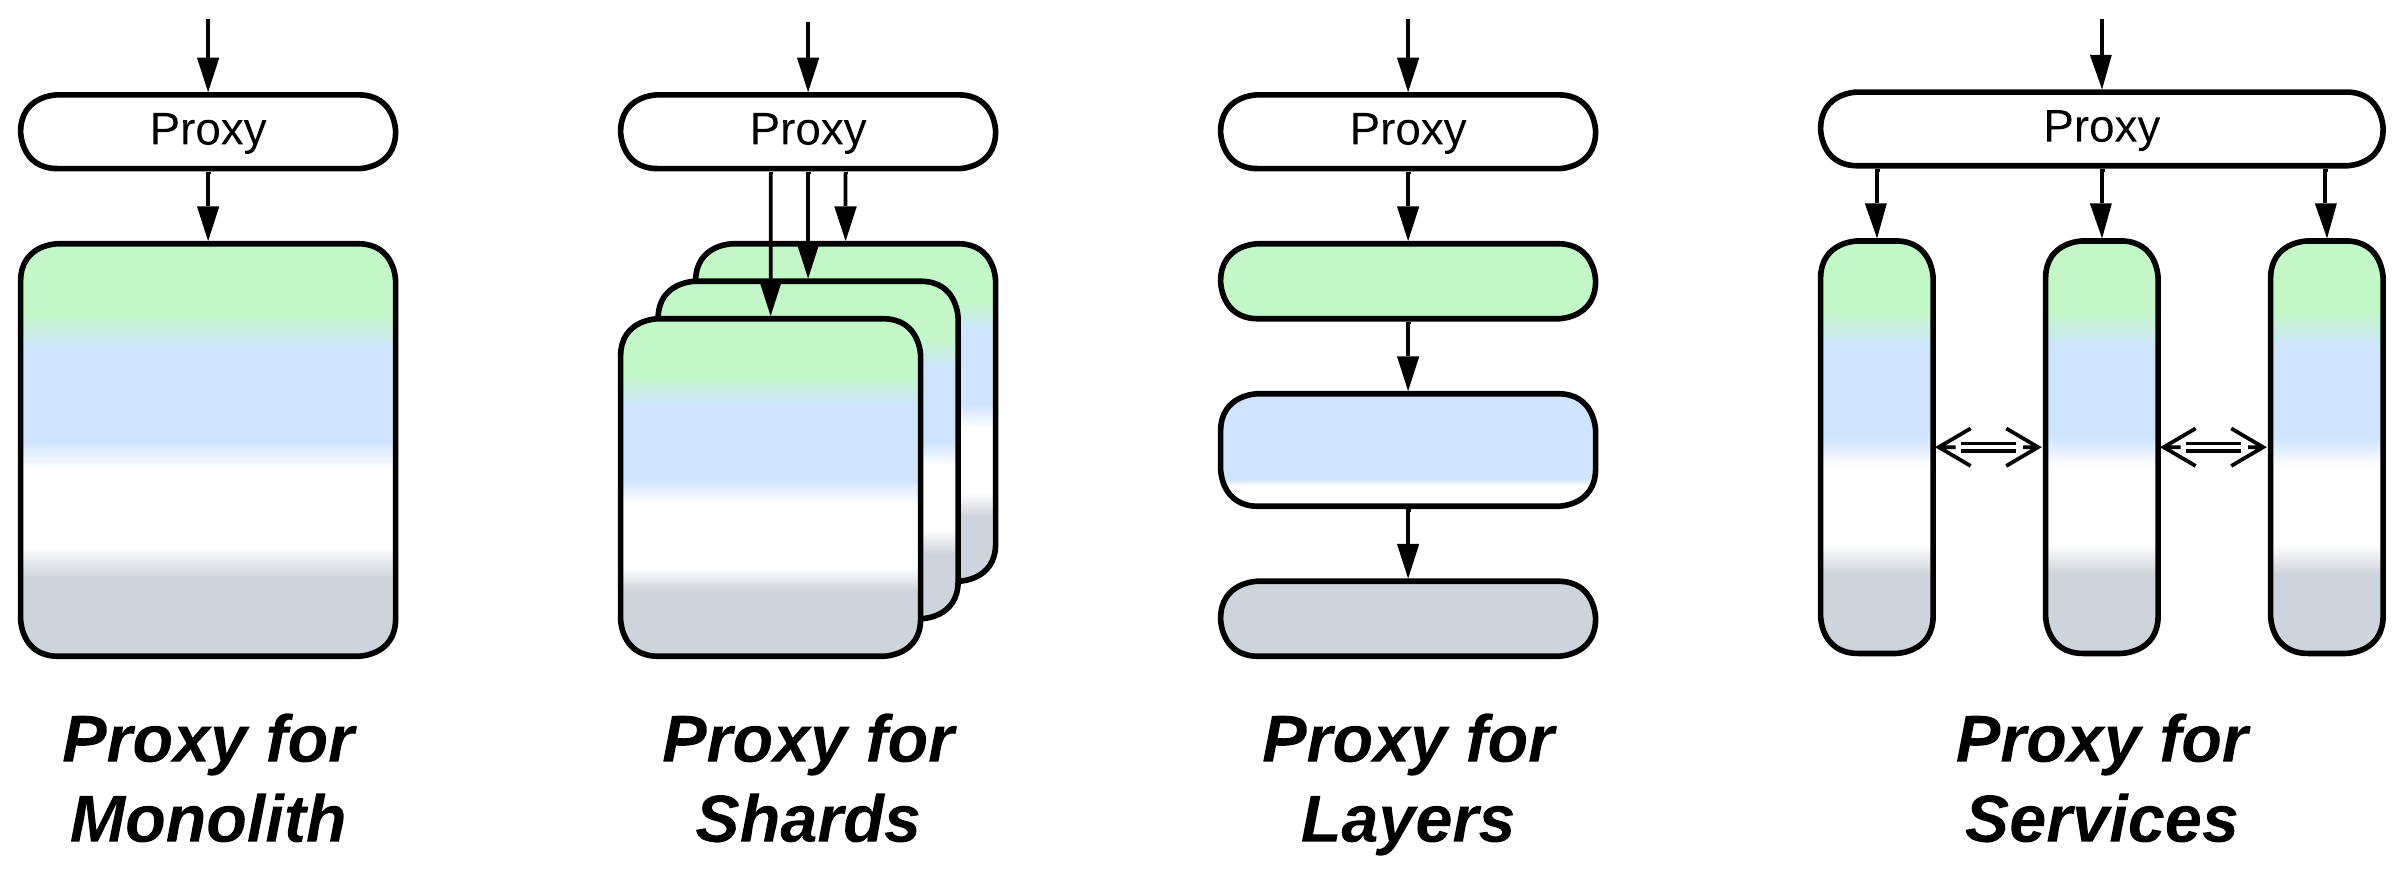 Proxy
Proxy
Proxy
Proxy
Proxy for
Monolith
Proxy for
Shards
Proxy for
Layers
Proxy for
Services